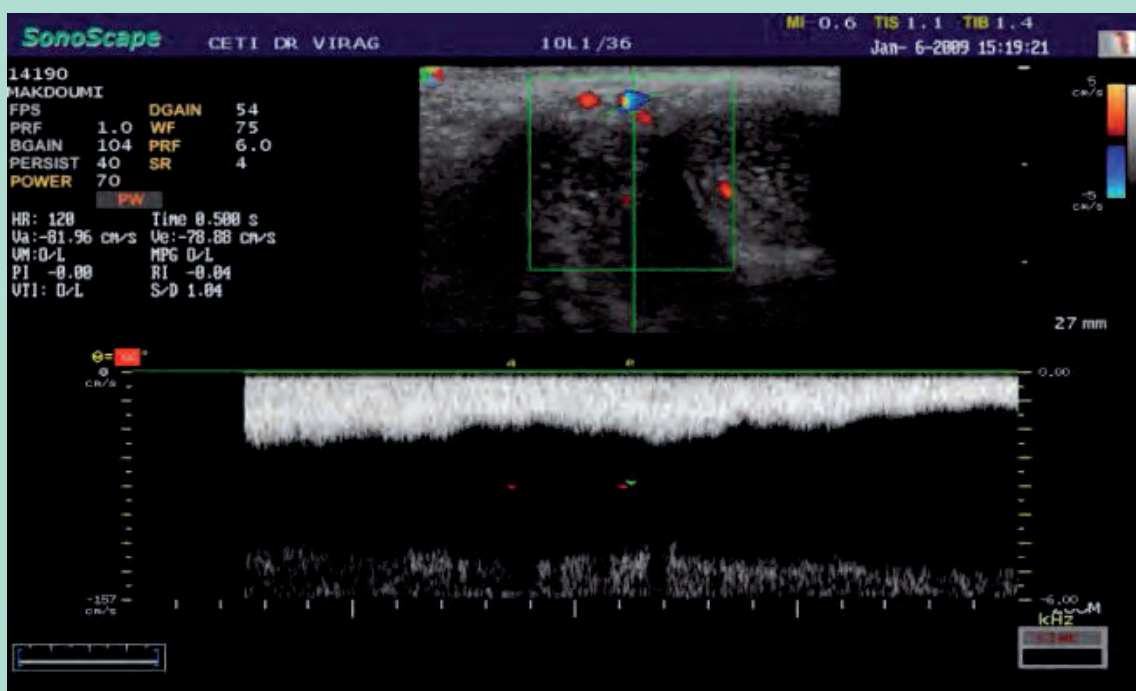 MI 0.6 TIS 1.1 TIB 1.4
SonoScape CETI DR VIRAG 10L1/36 Jan- 6-2009 15:19:21
14190
MAKDOUMI
FPS DGAIN 54
PRF 1.0 WF 75
BGAIN 104 PRF 6.0
PERSIST 40 SR 4
POWER 70
PW
HR: 120 Time 0.500 s
Va:-81.96 cm/s Ve:-78.88 cm/s
VM:O/L MPG O/L
PI -0.00 RI -0.04
VTI: O/L S/D 1.04
5
cm/s
-5
cm/s
27 mm
θ= °
0
cm/s
0.00
-157
cm/s
-6.00
kHz